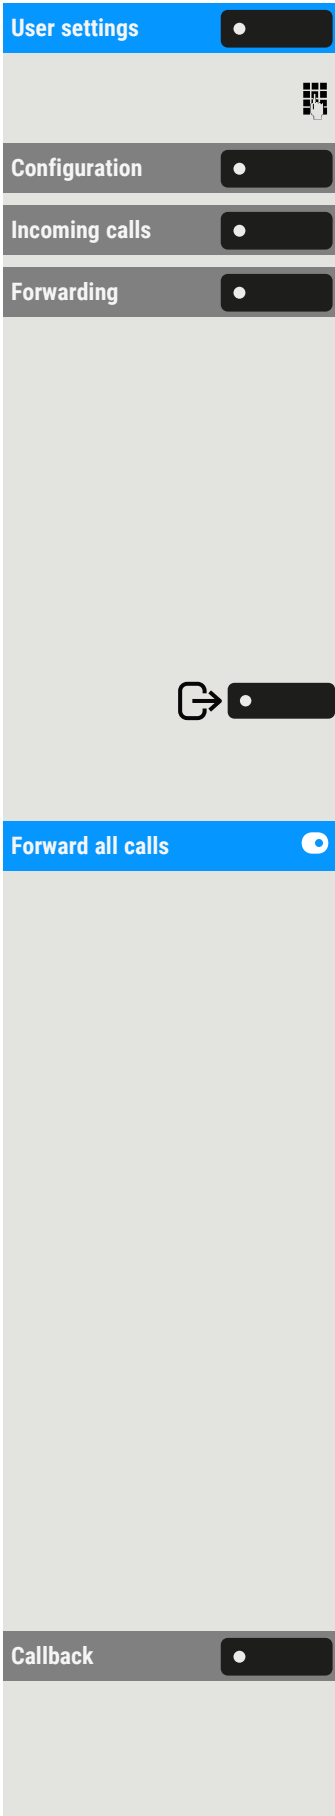 User settings
Configuration
Incoming calls
Forwarding
Forward all calls
Callback